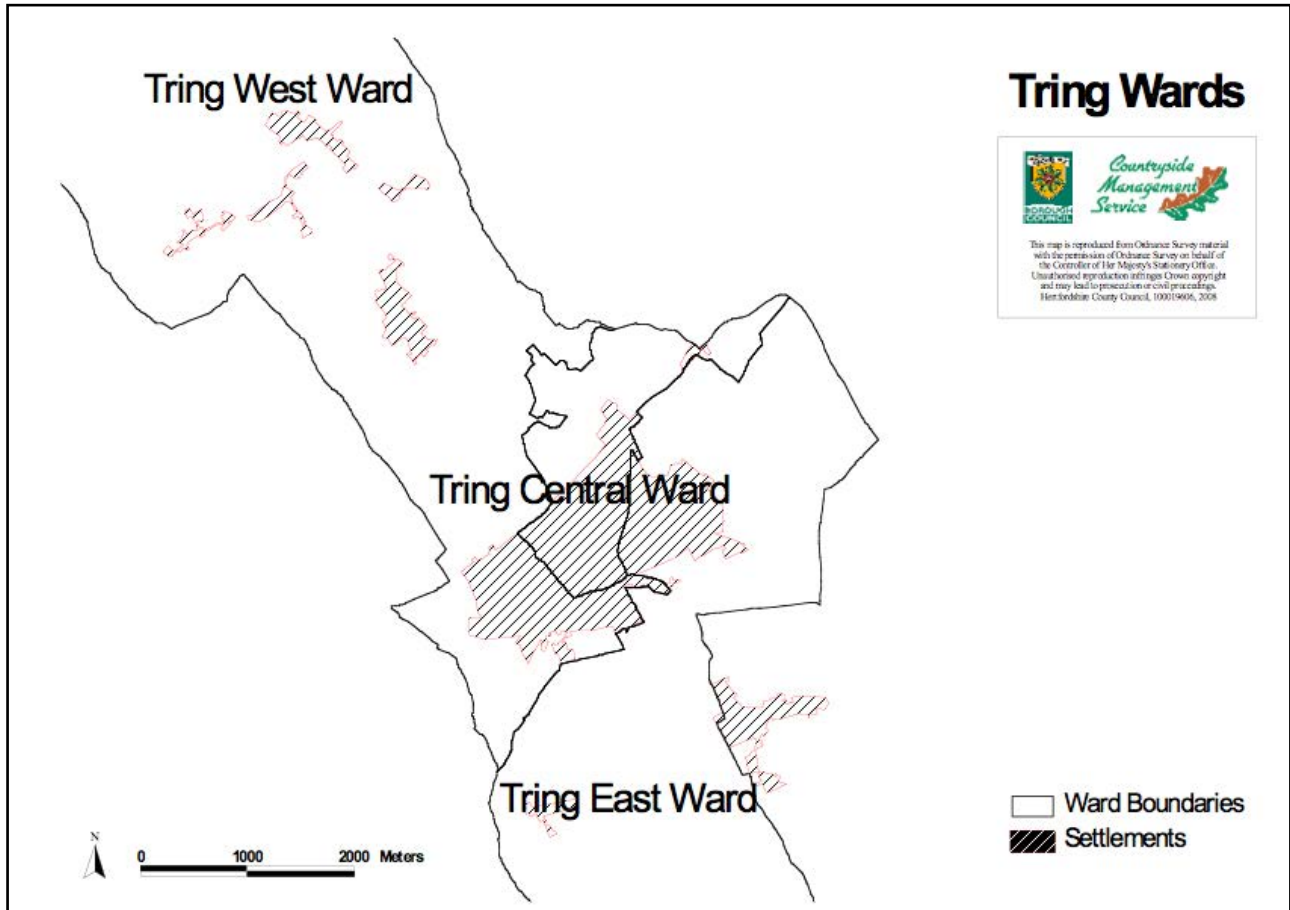 Tring West Ward
Tring Wards
BOROUGH
COUNCIL
Countryside
Management
Service
This map is reproduced from Ordnance Survey material
with the permission of Ordnance Survey on behalf of
the Controller of Her Majesty's Stationery Office.
Unauthorised reproduction infringes Crown copyright
and may lead to prosecution or civil proceedings.
Hertfordshire County Council, 100019606, 2008
Tring Central Ward
Tring East Ward
Ward Boundaries
Settlements
N
0 1000 2000 Meters